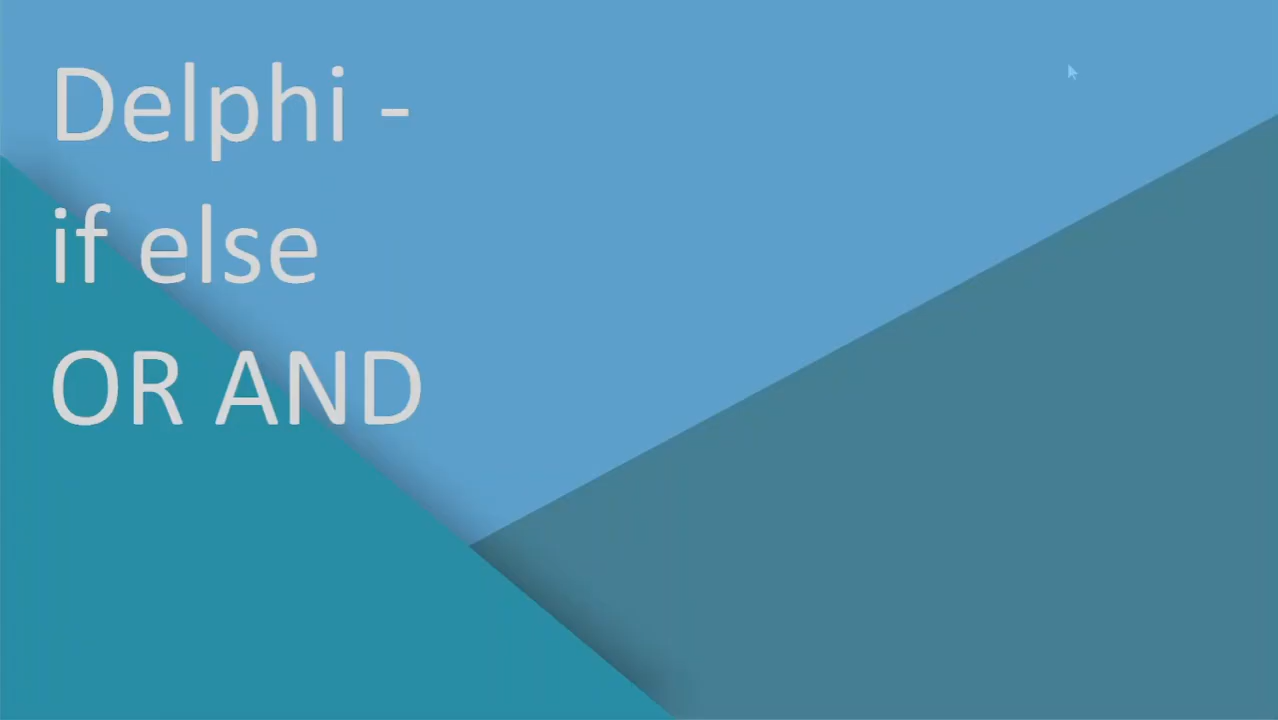 Delphi -
if else
OR AND